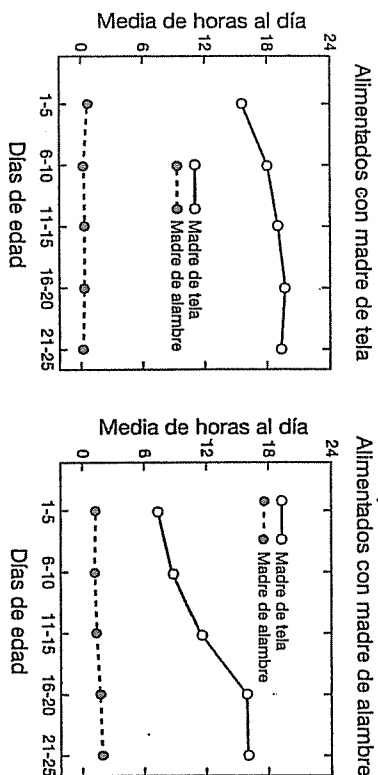 Alimentados con madre de tela
Media de horas al día
24
18
12
6
0
Madre de tela
Madre de alambre
1-5
6-10
11-15
16-20
21-25
Días de edad
Alimentados con madre de alambre
Media de horas al día
24
18
12
6
0
Madre de tela
Madre de alambre
1-5
6-10
11-15
16-20
21-25
Días de edad